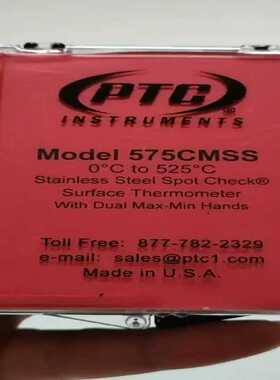 PTC®
INSTRUMENTS
Model 575CMSS
0°C to 525°C
Stainless Steel Spot Check®
Surface Thermometer
With Dual Max-Min Hands
Toll Free: 877-782-2329
e-mail: sales@ptc1.com
Made in U.S.A.